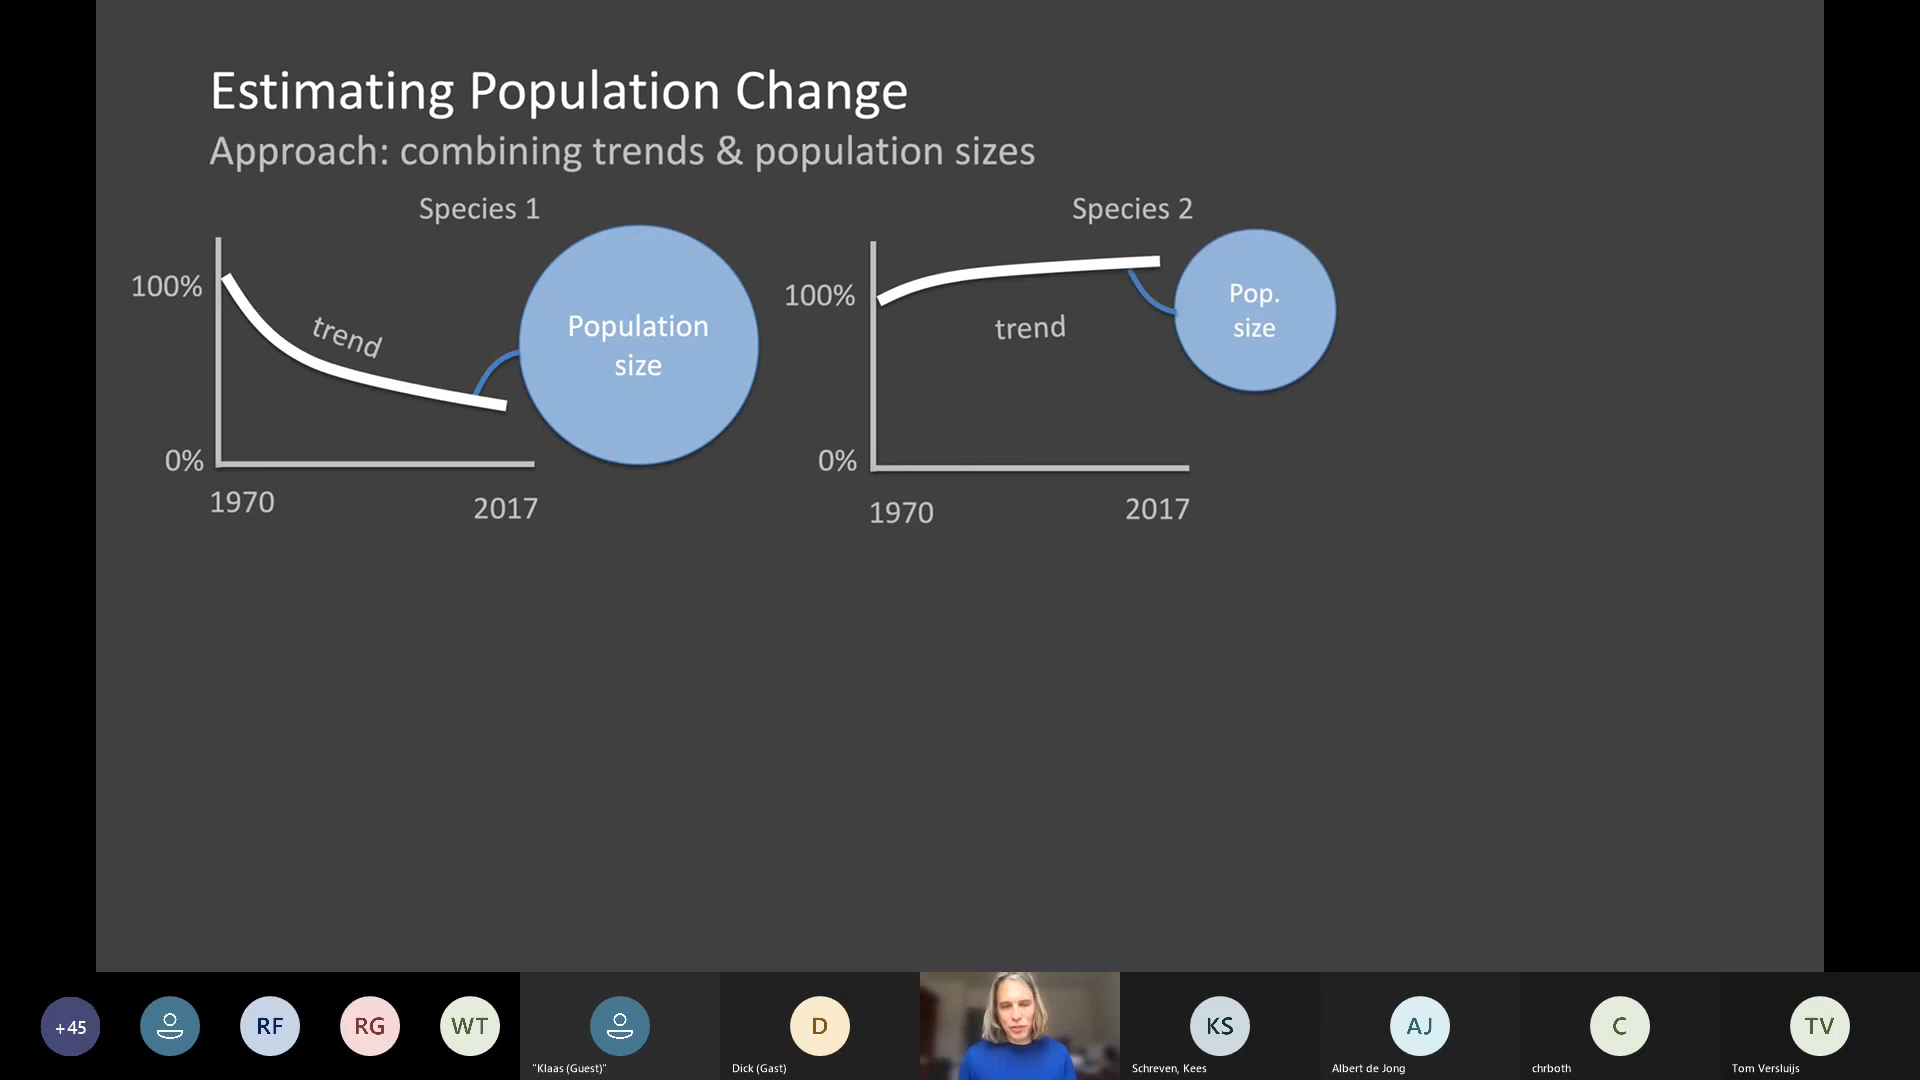 Estimating Population Change
Approach: combining trends & population sizes
Species 1
100%
trend
Population
size
0%
1970
2017
Species 2
100%
trend
Pop.
size
0%
1970
2017
+45
RF
RG
WT
"Klaas (Guest)"
D
Dick (Gast)
KS
Schreven, Kees
AJ
Albert de Jong
C
chrboth
TV
Tom Versluijs